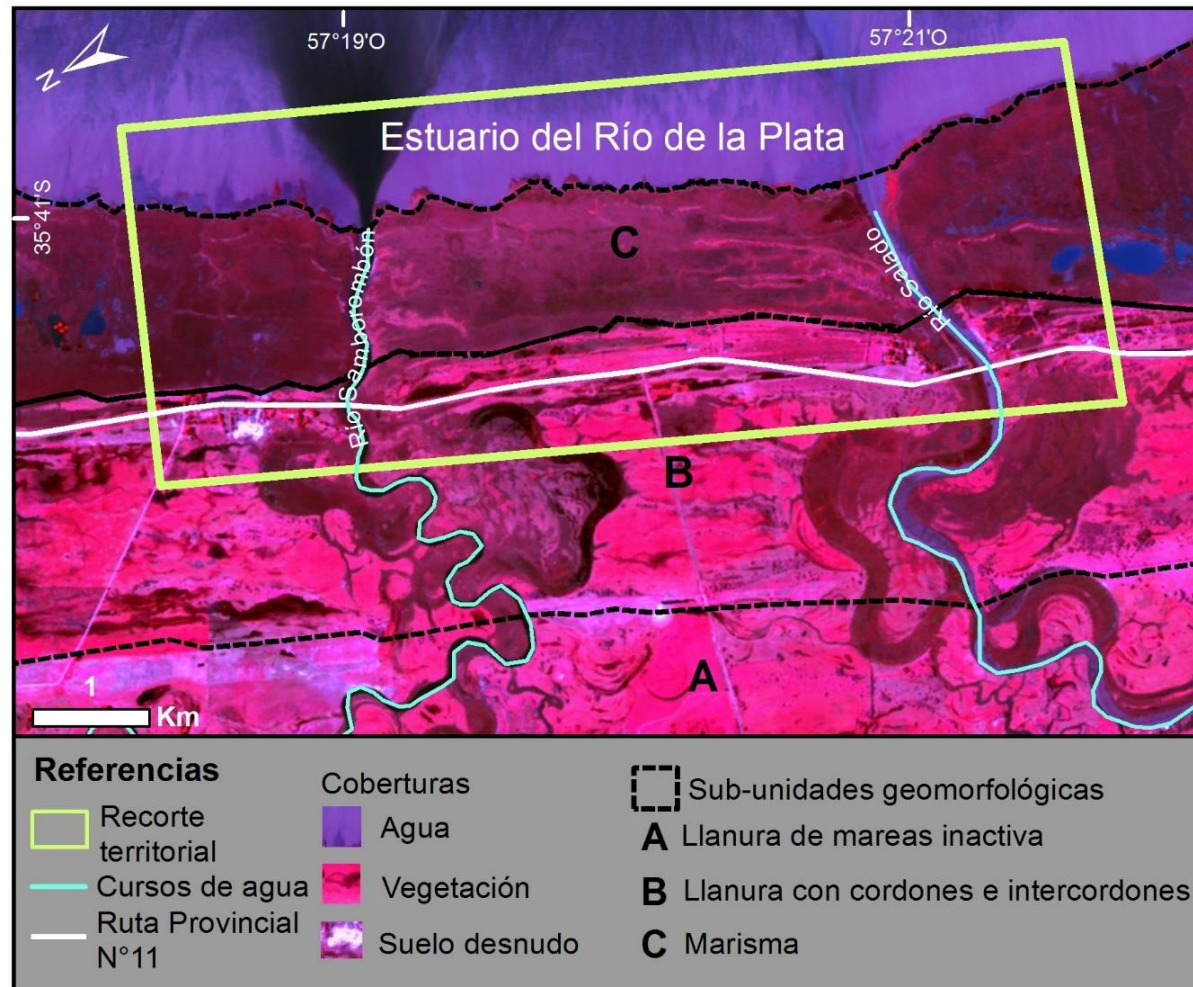 57°19'O
57°21'O
N
Estuario del Río de la Plata
35°41'S
C
Río Samborombón
Río Salado
B
A
1
Km
Referencias
Recorte
territorial
Cursos de agua
Ruta Provincial
N°11
Coberturas
Agua
Vegetación
Suelo desnudo
Sub-unidades geomorfológicas
A Llanura de mareas inactiva
B Llanura con cordones e intercordones
C Marisma